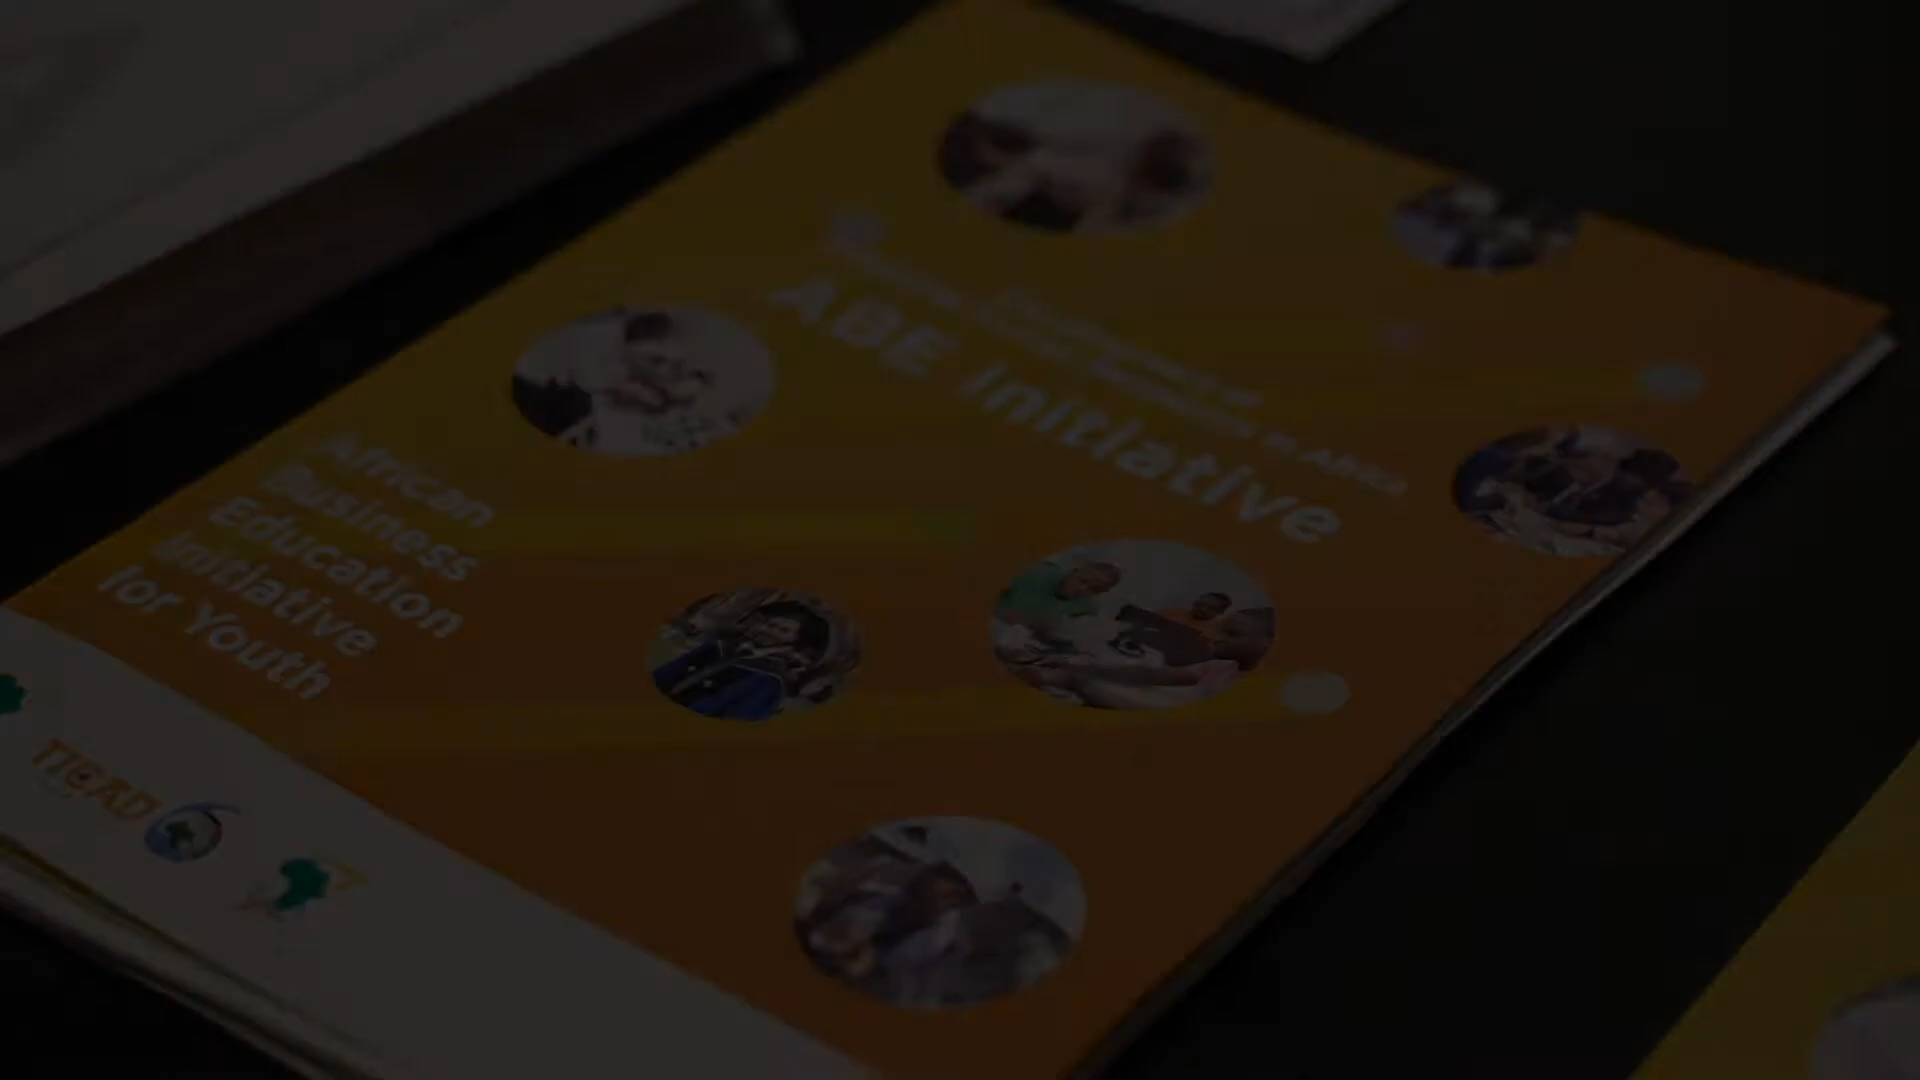 ABE Initiative
African
Business
Education
Initiative
for Youth
TICAD